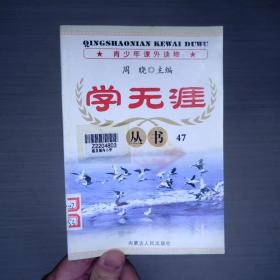 QINGSHAONIAN KEWAI DUWU
★ 青少年课外读物 ★
周 晓◎主编
学无涯
丛书 47
Z2204803
内蒙古人民出版社